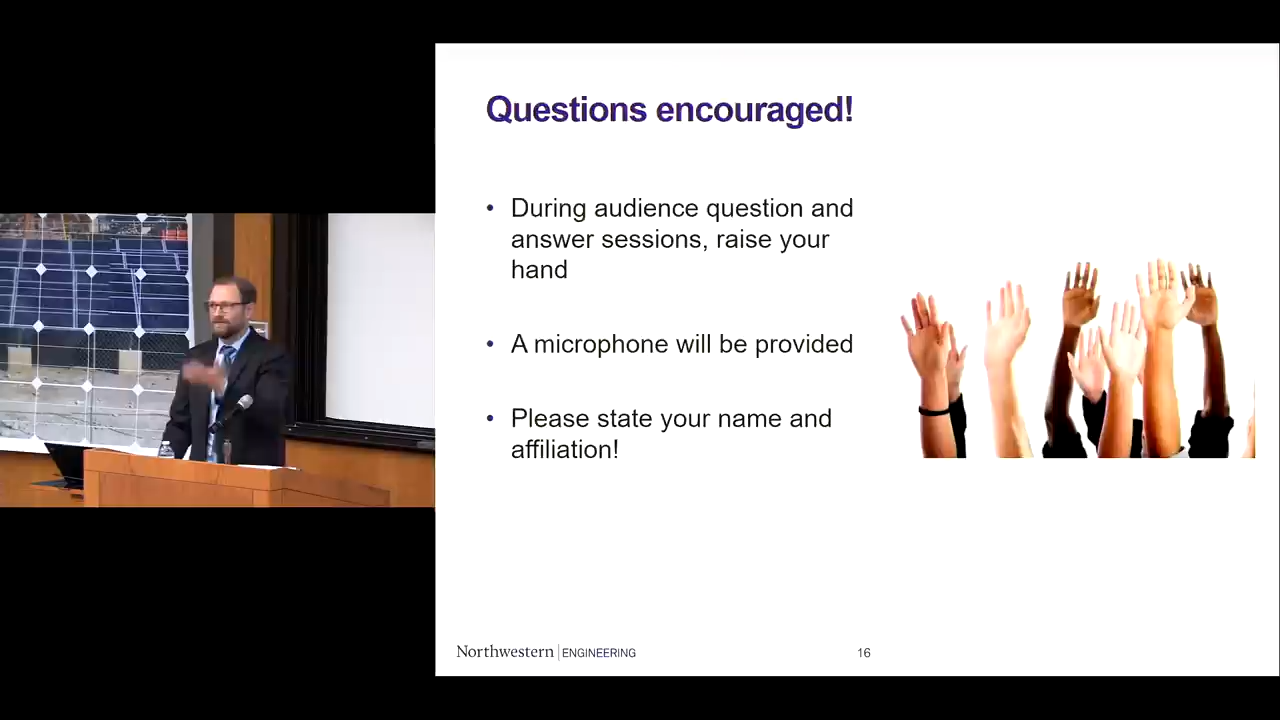 Questions encouraged!
• During audience question and
answer sessions, raise your
hand
• A microphone will be provided
• Please state your name and
affiliation!
Northwestern | ENGINEERING
16